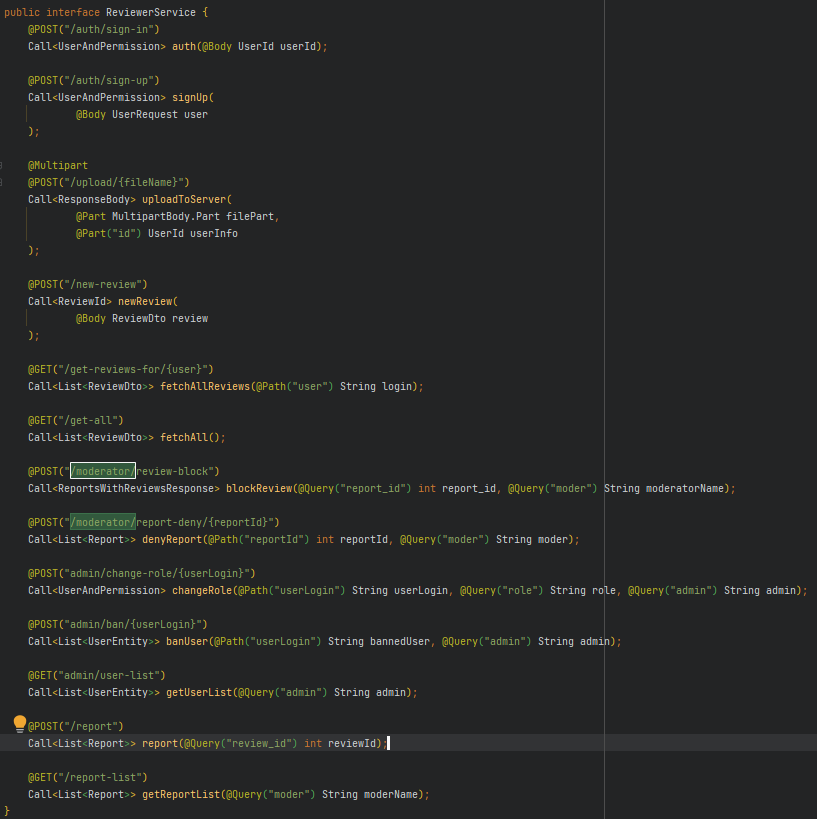 public interface ReviewerService {
@POST("/auth/sign-in")
Call<UserAndPermission> auth(@Body UserId userId);
@POST("/auth/sign-up")
Call<UserAndPermission> signUp(
@Body UserRequest user
);
@Multipart
@POST("/upload/{fileName}")
Call<ResponseBody> uploadToServer(
@Part MultipartBody.Part filePart,
@Part("id") UserId userInfo
);
@POST("/new-review")
Call<ReviewId> newReview(
@Body ReviewDto review
);
@GET("/get-reviews-for/{user}")
Call<List<ReviewDto>> fetchAllReviews(@Path("user") String login);
@GET("/get-all")
Call<List<ReviewDto>> fetchAll();
@POST("/moderator/review-block")
Call<ReportsWithReviewsResponse> blockReview(@Query("report_id") int report_id, @Query("moder") String moderatorName);
@POST("/moderator/report-deny/{reportId}")
Call<List<Report>> denyReport(@Path("reportId") int reportId, @Query("moder") String moder);
@POST("admin/change-role/{userLogin}")
Call<UserAndPermission> changeRole(@Path("userLogin") String userLogin, @Query("role") String role, @Query("admin") String admin);
@POST("admin/ban/{userLogin}")
Call<List<UserEntity>> banUser(@Path("userLogin") String bannedUser, @Query("admin") String admin);
@GET("admin/user-list")
Call<List<UserEntity>> getUserList(@Query("admin") String admin);
@POST("/report")
Call<List<Report>> report(@Query("review_id") int reviewId);
@GET("/report-list")
Call<List<Report>> getReportList(@Query("moder") String moderName);
}